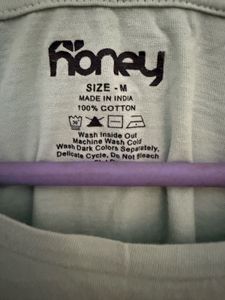 honey
SIZE - M
MADE IN INDIA
100% COTTON
30°
Wash Inside Out
Machine Wash Cold
Wash Dark Colors Separately,
Delicate Cycle, Do Not Bleach